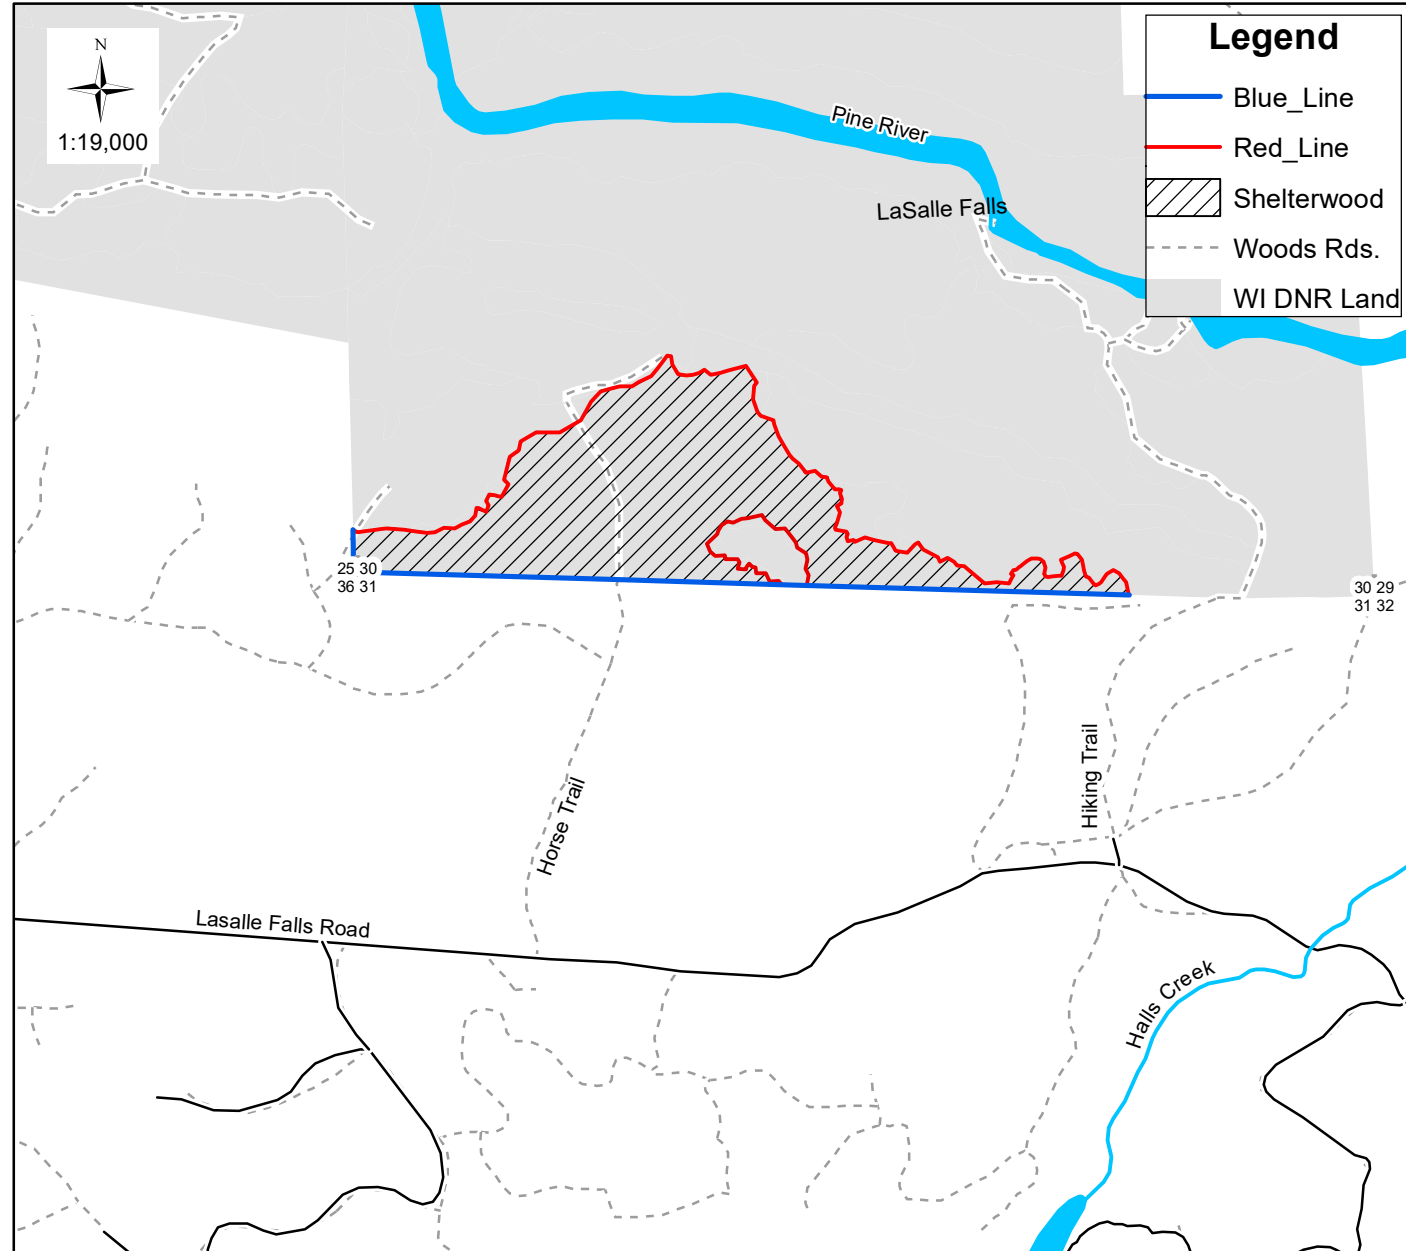 N
1:19,000
Legend
Blue_Line
Red_Line
Shelterwood
Woods Rds.
WI DNR Land
Pine River
LaSalle Falls
25 30
36 31
30 29
31 32
Horse Trail
Hiking Trail
Lasalle Falls Road
Halls Creek